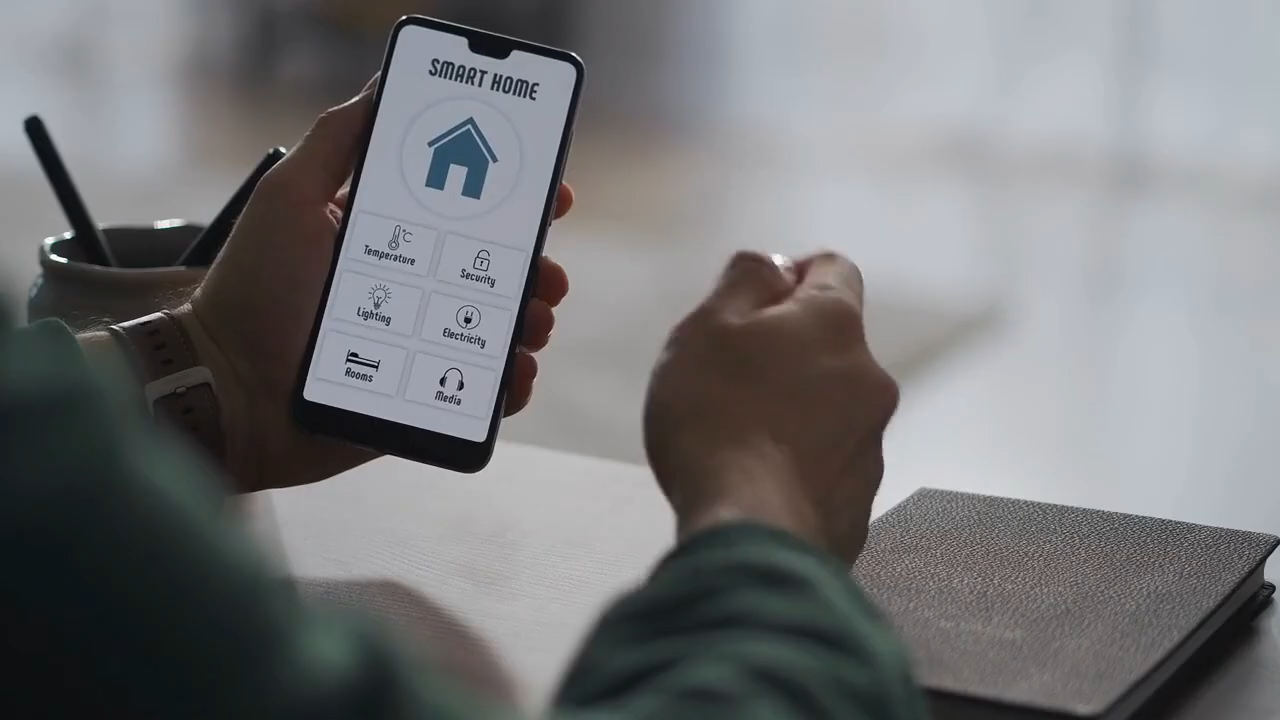 SMART HOME
°C
Temperature
Security
Lighting
Electricity
Rooms
Media